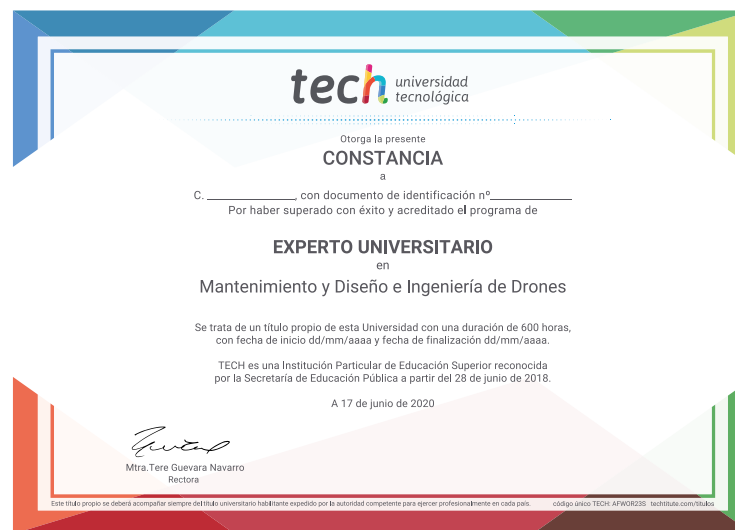 tech universidad
tecnológica
Otorga la presente
CONSTANCIA
a
C. ____________, con documento de identificación nº____________
Por haber superado con éxito y acreditado el programa de
EXPERTO UNIVERSITARIO
en
Mantenimiento y Diseño e Ingeniería de Drones
Se trata de un título propio de esta Universidad con una duración de 600 horas,
con fecha de inicio dd/mm/aaaa y fecha de finalización dd/mm/aaaa.
TECH es una Institución Particular de Educación Superior reconocida
por la Secretaría de Educación Pública a partir del 28 de junio de 2018.
A 17 de junio de 2020
Mtra.Tere Guevara Navarro
Rectora
Este título propio se deberá acompañar siempre del título universitario habilitante expedido por la autoridad competente para ejercer profesionalmente en cada país. código único TECH: AFWOR23S techtitute.com/titulos